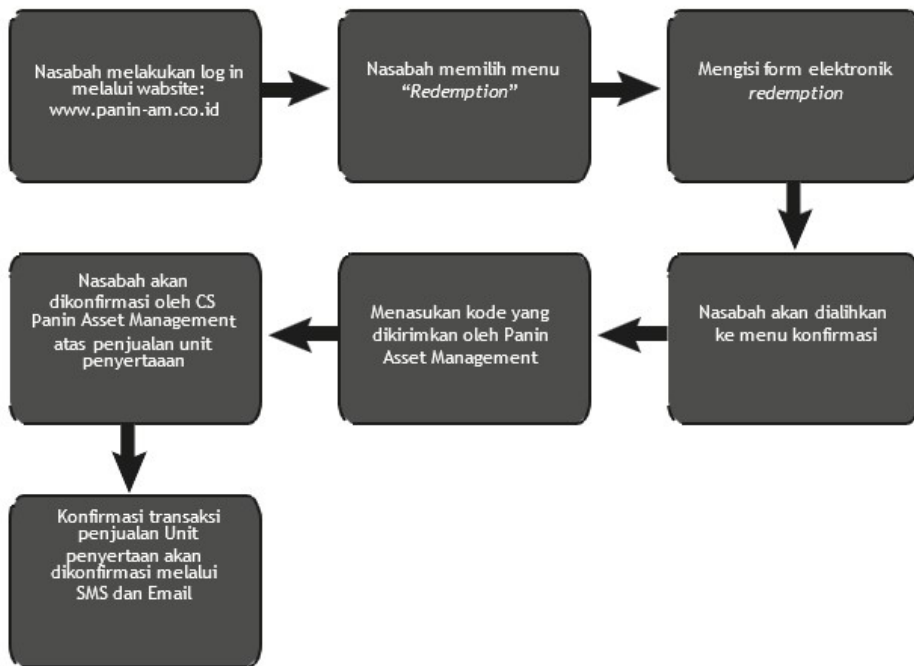 Nasabah melakukan log in
melalui wabsite:
www.panin-am.co.id
Nasabah memilih menu
“Redemption”
Mengisi form elektronik
redemption
Nasabah akan dialihkan
ke menu konfirmasi
Menasukan kode yang
dikirimkan oleh Panin
Asset Management
Nasabah akan
dikonfirmasi oleh CS
Panin Asset Management
atas penjualan unit
penyertaaan
Konfirmasi transaksi
penjualan Unit
penyertaan akan
dikonfirmasi melalui
SMS dan Email